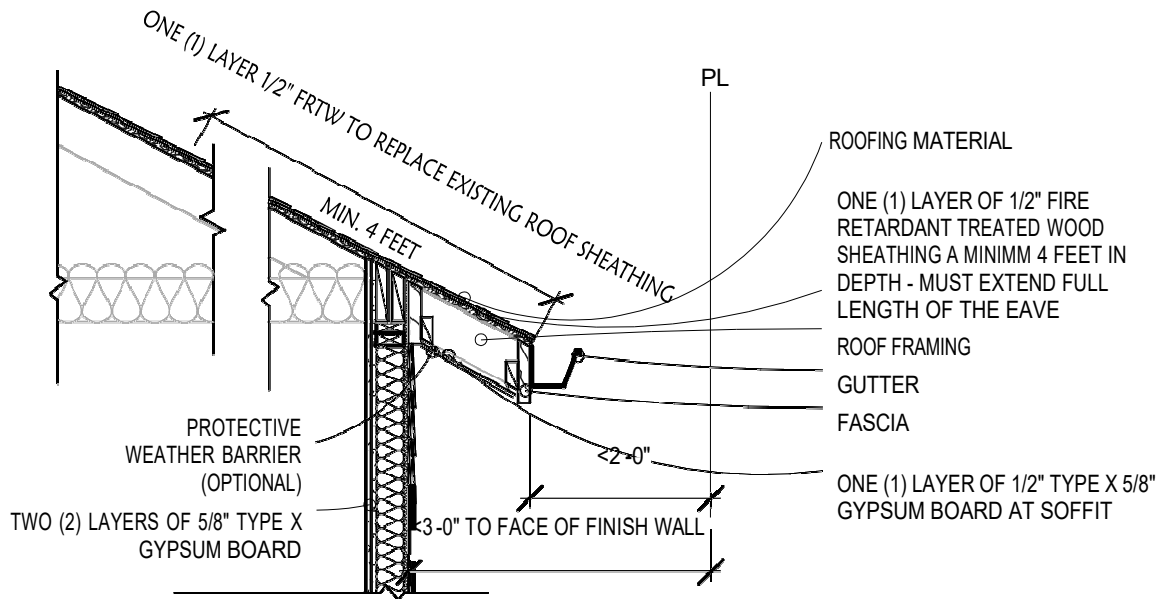 ONE (1) LAYER 1/2" FRTW TO REPLACE EXISTING ROOF SHEATHING
MIN. 4 FEET
PL
ROOFING MATERIAL
ONE (1) LAYER OF 1/2" FIRE
RETARDANT TREATED WOOD
SHEATHING A MINIMM 4 FEET IN
DEPTH - MUST EXTEND FULL
LENGTH OF THE EAVE
ROOF FRAMING
GUTTER
FASCIA
ONE (1) LAYER OF 1/2" TYPE X 5/8"
GYPSUM BOARD AT SOFFIT
PROTECTIVE
WEATHER BARRIER
(OPTIONAL)
TWO (2) LAYERS OF 5/8" TYPE X
GYPSUM BOARD
<2 -0"
<3 -0" TO FACE OF FINISH WALL